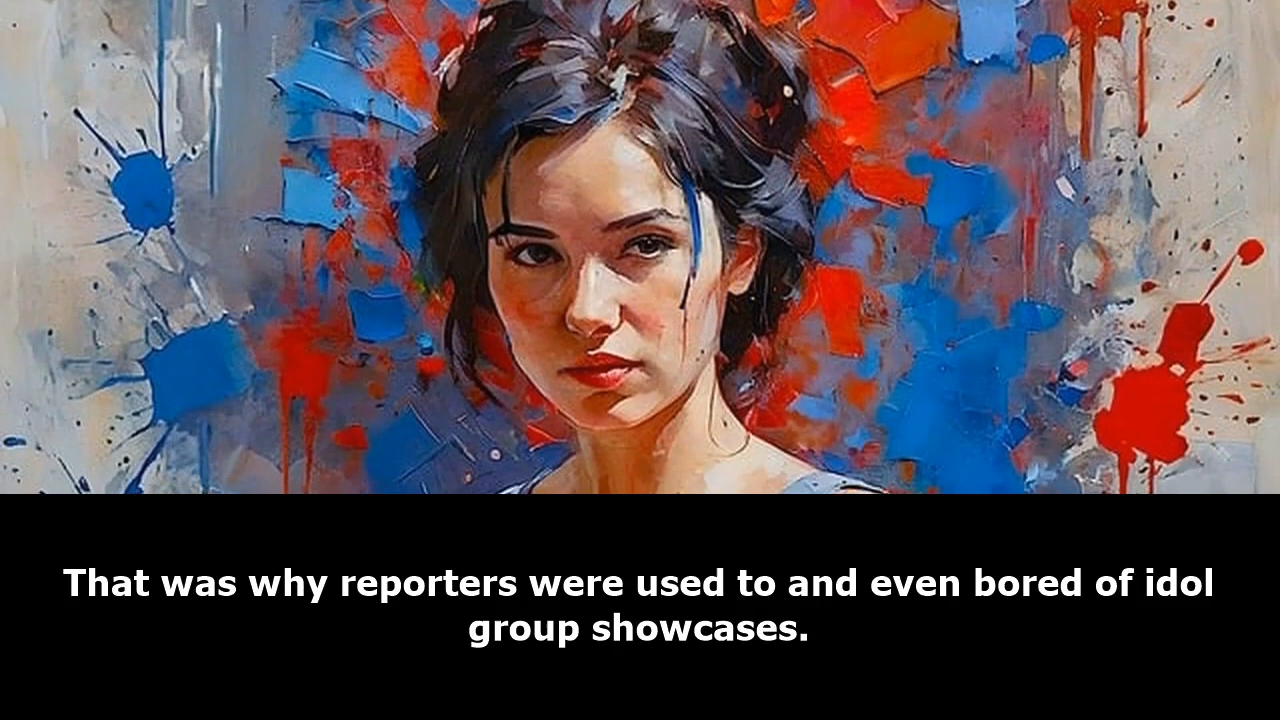 That was why reporters were used to and even bored of idol
group showcases.